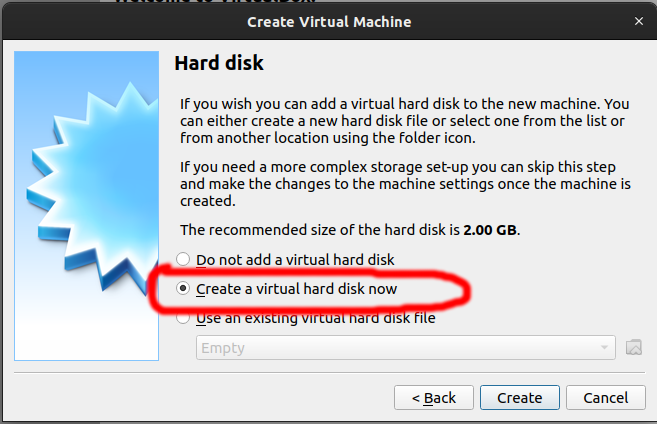 Welcome to VirtualBox!
Create Virtual Machine
Hard disk
If you wish you can add a virtual hard disk to the new machine. You
can either create a new hard disk file or select one from the list or
from another location using the folder icon.
If you need a more complex storage set-up you can skip this step
and make the changes to the machine settings once the machine is
created.
The recommended size of the hard disk is 2.00 GB.
Do not add a virtual hard disk
Create a virtual hard disk now
Use an existing virtual hard disk file
Empty
< Back
Create
Cancel